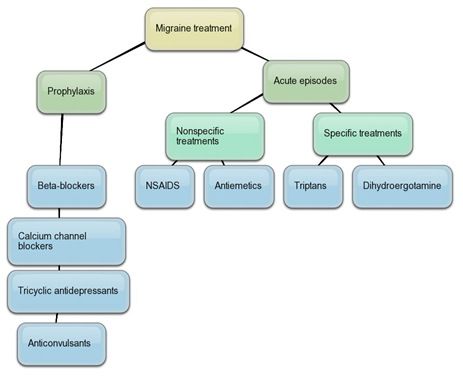 Migraine treatment
Prophylaxis
Acute episodes
Nonspecific
treatments
Specific treatments
Beta-blockers
NSAIDS
Antiemetics
Triptans
Dihydroergotamine
Calcium channel
blockers
Tricyclic antidepressants
Anticonvulsants